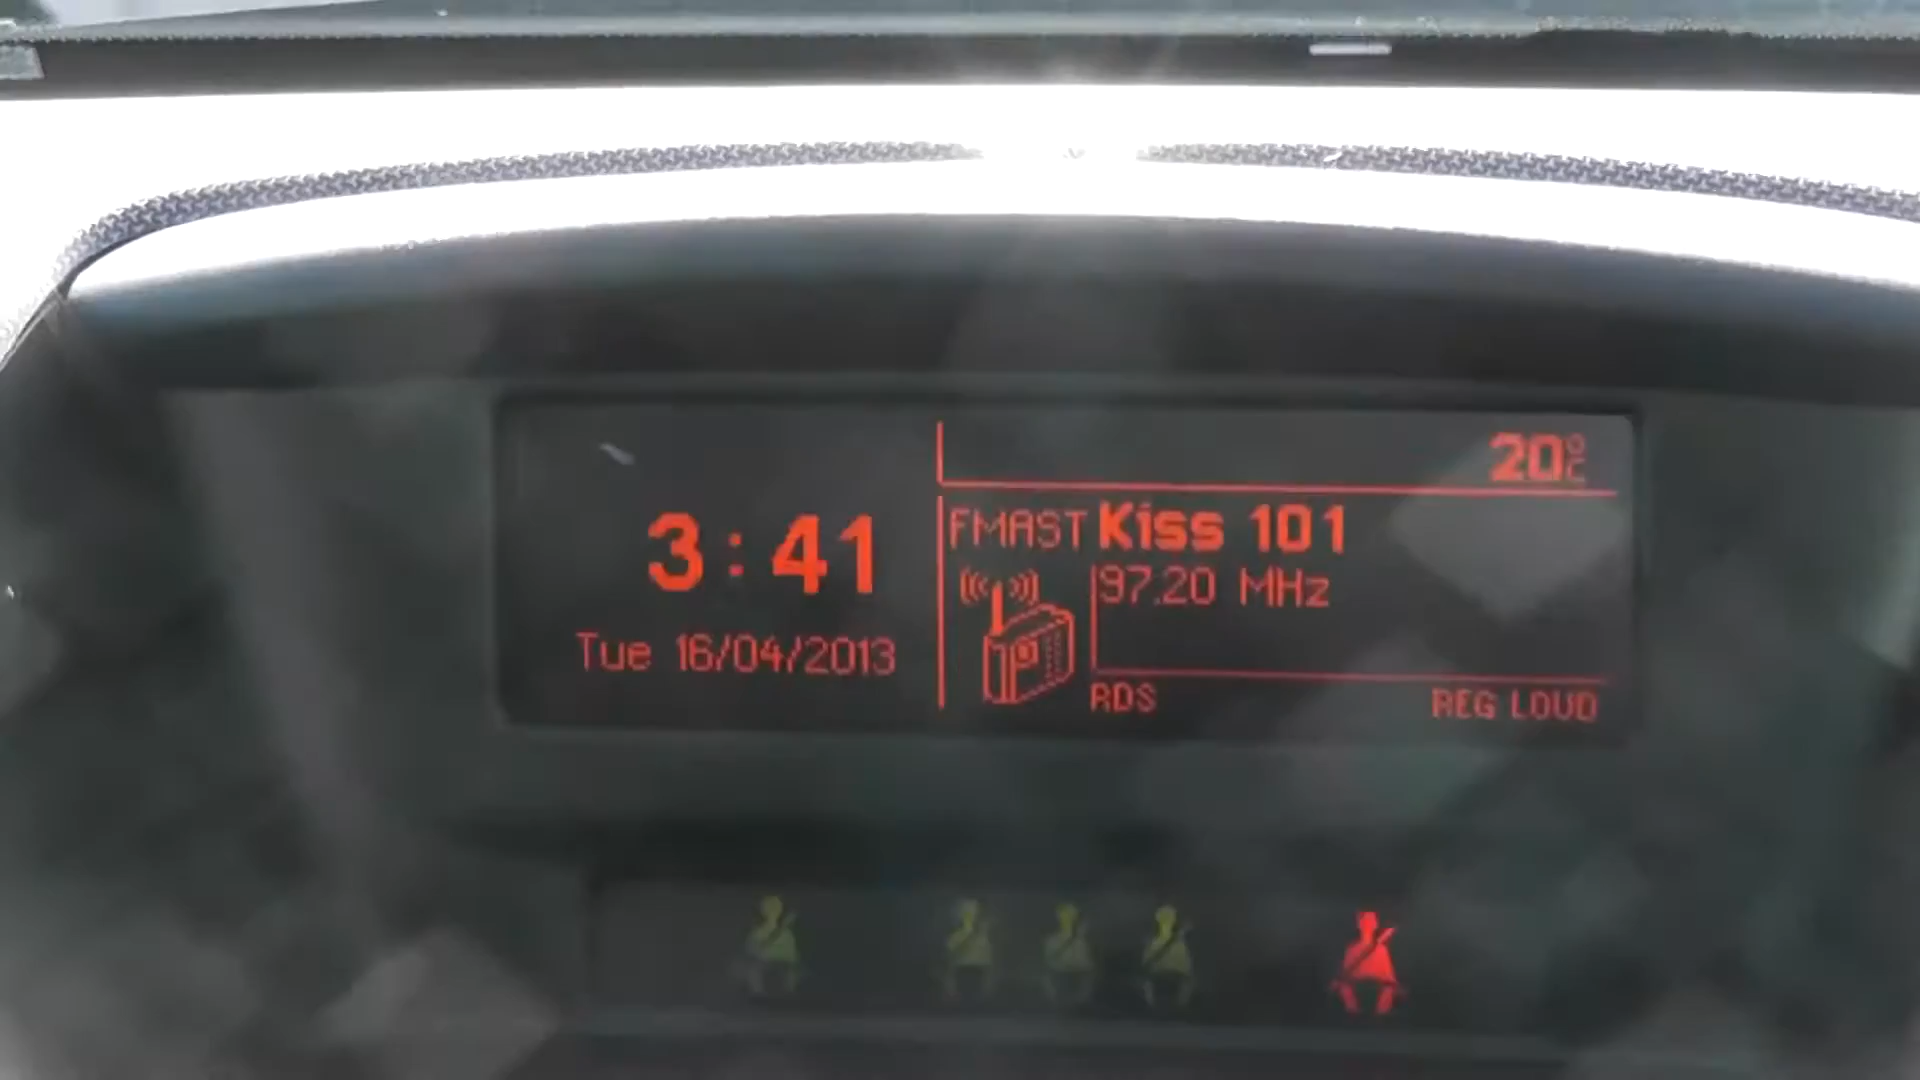 20°C
3:41
Tue 16/04/2013
FMAST Kiss 101
97.20 MHz
RDS REG LOUD